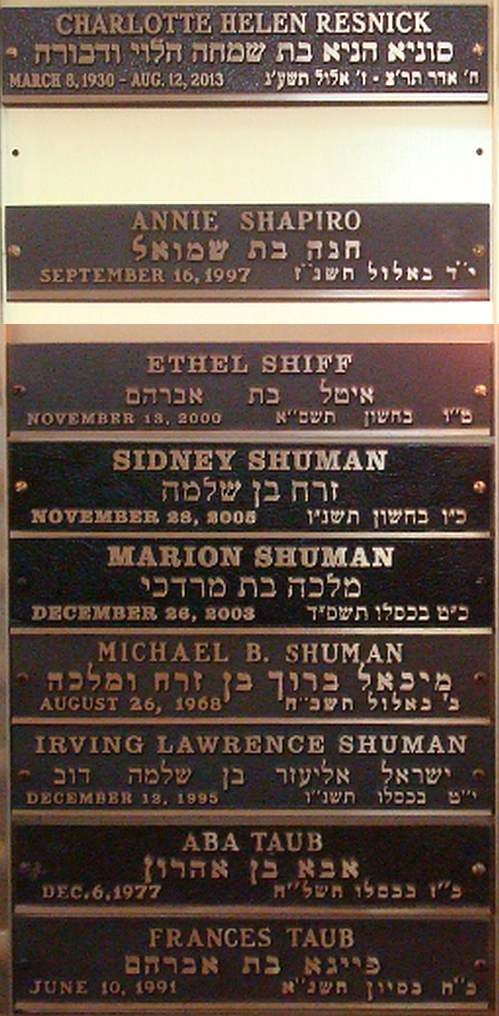 CHARLOTTE HELEN RESNICK
סוניא הניא בת שמחה הלוי ודבורה
MARCH 8, 1930 - AUG. 12, 2013 ח' אדר תר"צ - ו' אלול תשע"ג
ANNIE SHAPIRO
חנה בת שמואל
SEPTEMBER 16, 1997 י"ד באלול תשנ"ז
ETHEL SHIFF
איטל בת אברהם
NOVEMBER 13, 2000 ט"ו בחשון תשס"א
SIDNEY SHUMAN
זרח בן שלמה
NOVEMBER 28, 2005 כ"ו בחשון תשנ"ו
MARION SHUMAN
מלכה בת מרדכי
DECEMBER 26, 2003 כ"ט בכסלו תשס"ד
MICHAEL B. SHUMAN
מיכאל ברוך בן זרח ומלכה
AUGUST 26, 1968 ב' באלול תשכ"ח
IRVING LAWRENCE SHUMAN
ישראל אליעזר בן שלמה דוב
DECEMBER 12, 1995 י"ט בכסלו תשנ"ו
ABA TAUB
אבא בן אהרון
DEC. 6, 1977 כ"ז בכסלו תשל"ח
FRANCES TAUB
פייגא בת אברהם
JUNE 10, 1991 כ"ח בסיון תשנ"א